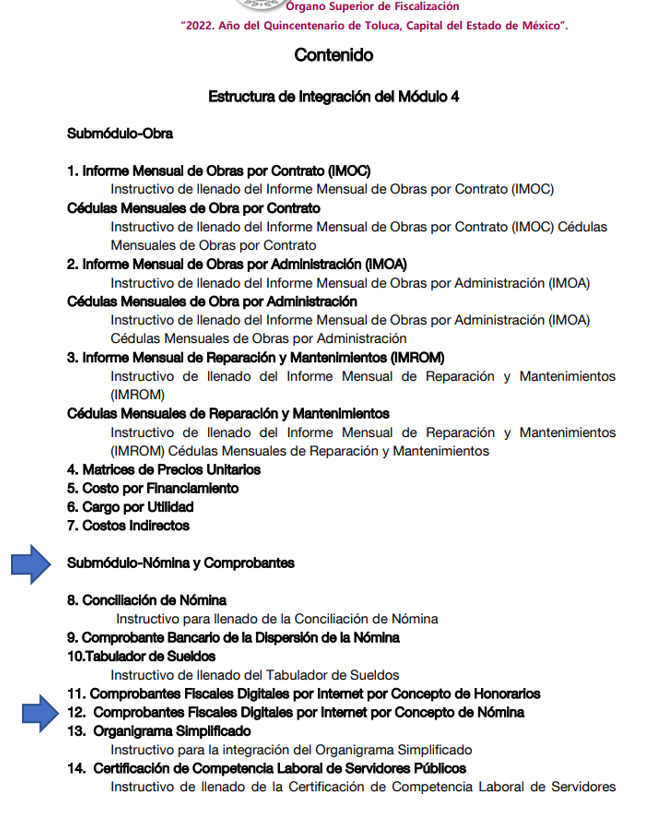 Órgano Superior de Fiscalización
“2022. Año del Quincentenario de Toluca, Capital del Estado de México”.
Contenido
Estructura de Integración del Módulo 4
Submódulo-Obra
1. Informe Mensual de Obras por Contrato (IMOC)
Instructivo de llenado del Informe Mensual de Obras por Contrato (IMOC)
Cédulas Mensuales de Obra por Contrato
Instructivo de llenado del Informe Mensual de Obras por Contrato (IMOC) Cédulas
Mensuales de Obras por Contrato
2. Informe Mensual de Obras por Administración (IMOA)
Instructivo de llenado del Informe Mensual de Obras por Administración (IMOA)
Cédulas Mensuales de Obra por Administración
Instructivo de llenado del Informe Mensual de Obras por Administración (IMOA)
Cédulas Mensuales de Obras por Administración
3. Informe Mensual de Reparación y Mantenimientos (IMROM)
Instructivo de llenado del Informe Mensual de Reparación y Mantenimientos
(IMROM)
Cédulas Mensuales de Reparación y Mantenimientos
Instructivo de llenado del Informe Mensual de Reparación y Mantenimientos
(IMROM) Cédulas Mensuales de Reparación y Mantenimientos
4. Matrices de Precios Unitarios
5. Costo por Financiamiento
6. Cargo por Utilidad
7. Costos Indirectos
Submódulo-Nómina y Comprobantes
8. Conciliación de Nómina
Instructivo para llenado de la Conciliación de Nómina
9. Comprobante Bancario de la Dispersión de la Nómina
10.Tabulador de Sueldos
Instructivo de llenado del Tabulador de Sueldos
11. Comprobantes Fiscales Digitales por Internet por Concepto de Honorarios
12. Comprobantes Fiscales Digitales por Internet por Concepto de Nómina
13. Organigrama Simplificado
Instructivo para la integración del Organigrama Simplificado
14. Certificación de Competencia Laboral de Servidores Públicos
Instructivo de llenado de la Certificación de Competencia Laboral de Servidores